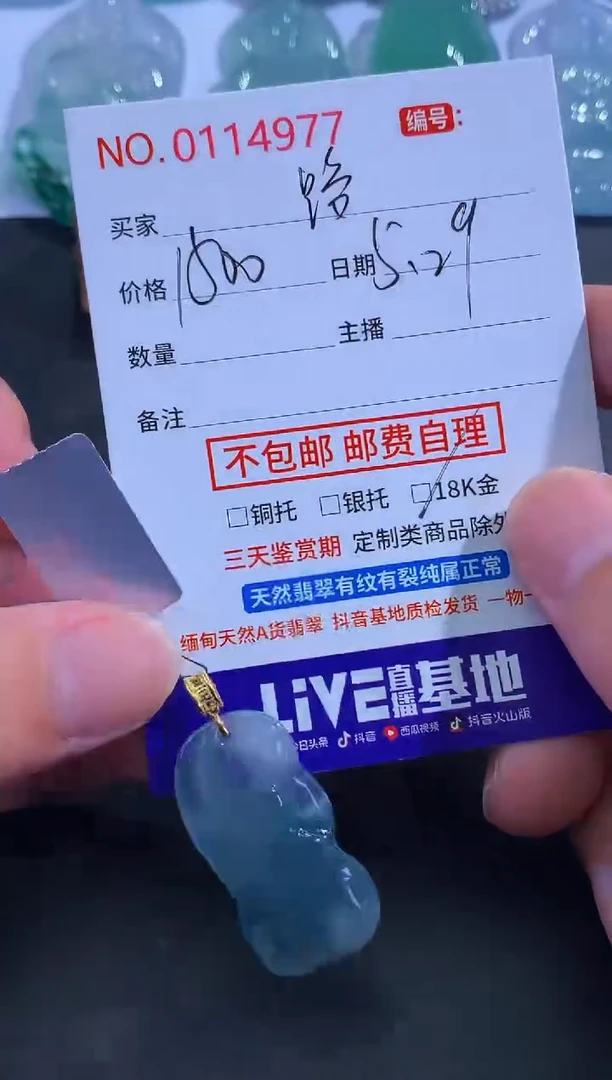 NO.0114977 编号:
买家 路
价格 1500 日期 5.29
数量 主播
备注
不包邮 邮费自理
□铜托 □银托 □18K金
三天鉴赏期 定制类商品除外
天然翡翠有纹有裂纯属正常
缅甸天然A货翡翠 抖音基地质检发货 一物一
LiVE直播基地
今日头条 抖音 西瓜视频 抖音火山版